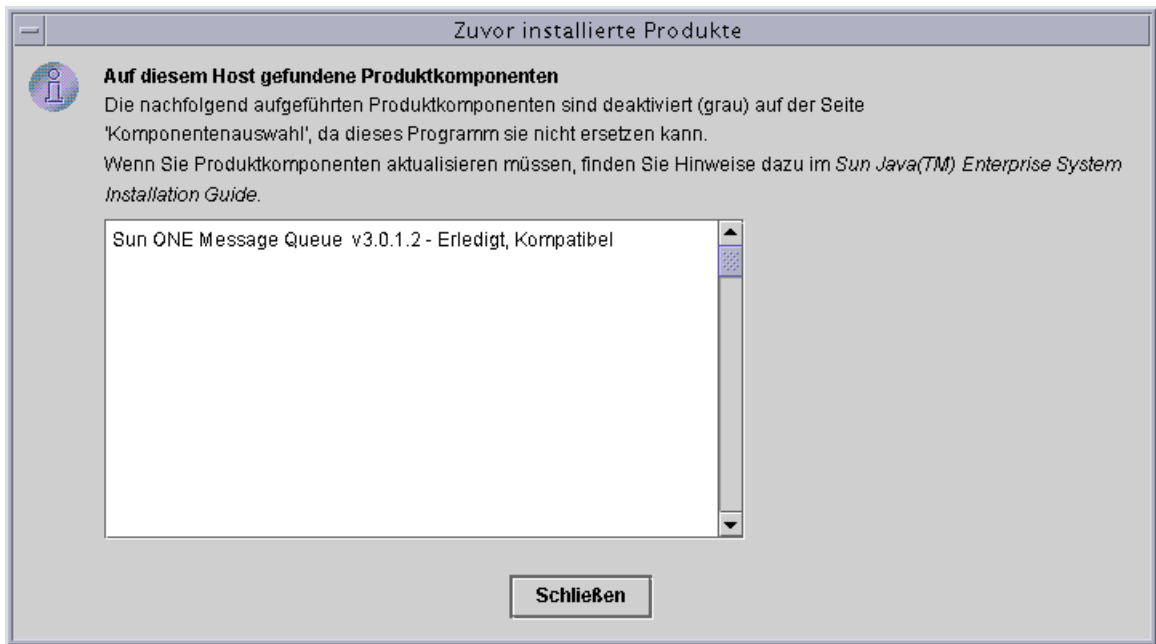 Zuvor installierte Produkte
Auf diesem Host gefundene Produktkomponenten
Die nachfolgend aufgeführten Produktkomponenten sind deaktiviert (grau) auf der Seite
'Komponentenauswahl', da dieses Programm sie nicht ersetzen kann.
Wenn Sie Produktkomponenten aktualisieren müssen, finden Sie Hinweise dazu im Sun Java(TM) Enterprise System
Installation Guide.
Sun ONE Message Queue v3.0.1.2 - Erledigt, Kompatibel
Schließen